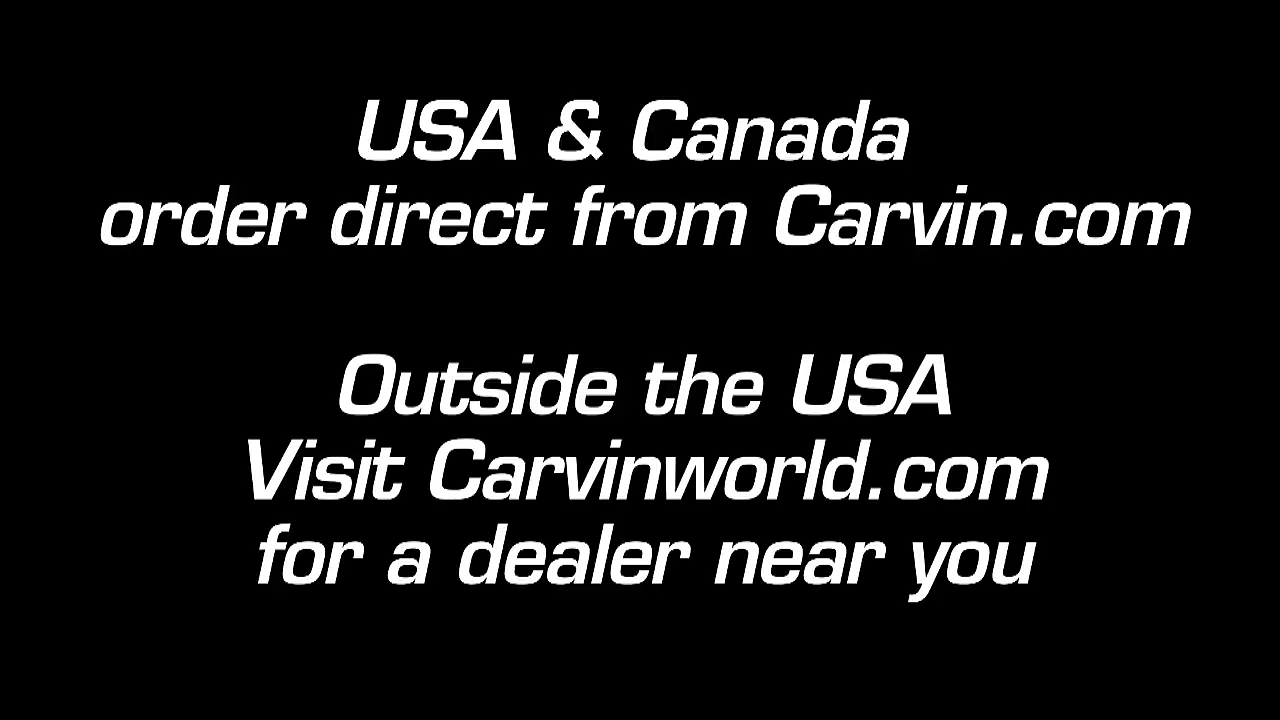 USA & Canada
order direct from Carvin.com
Outside the USA
Visit Carvinworld.com
for a dealer near you